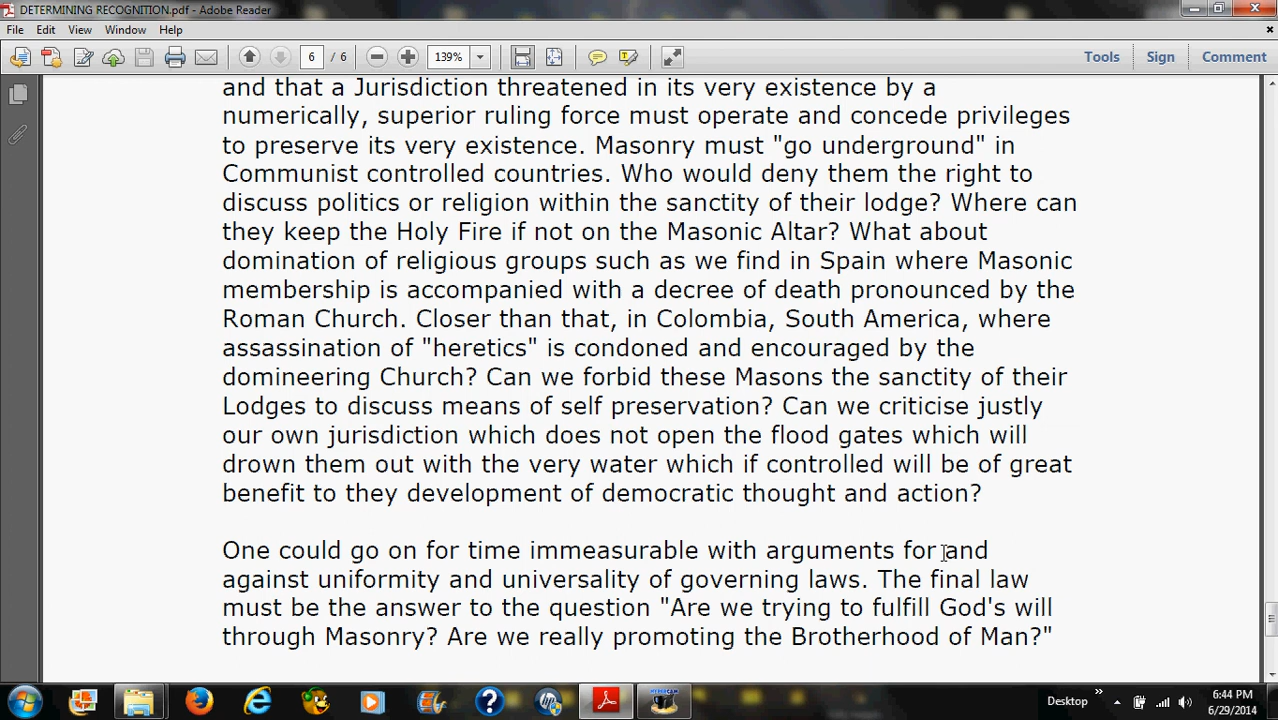 DETERMINING RECOGNITION.pdf - Adobe Reader
File Edit View Window Help
6 / 6 139% Tools Sign Comment
and that a Jurisdiction threatened in its very existence by a
numerically, superior ruling force must operate and concede privileges
to preserve its very existence. Masonry must "go underground" in
Communist controlled countries. Who would deny them the right to
discuss politics or religion within the sanctity of their lodge? Where can
they keep the Holy Fire if not on the Masonic Altar? What about
domination of religious groups such as we find in Spain where Masonic
membership is accompanied with a decree of death pronounced by the
Roman Church. Closer than that, in Colombia, South America, where
assassination of "heretics" is condoned and encouraged by the
domineering Church? Can we forbid these Masons the sanctity of their
Lodges to discuss means of self preservation? Can we criticise justly
our own jurisdiction which does not open the flood gates which will
drown them out with the very water which if controlled will be of great
benefit to they development of democratic thought and action?
One could go on for time immeasurable with arguments for and
against uniformity and universality of governing laws. The final law
must be the answer to the question "Are we trying to fulfill God's will
through Masonry? Are we really promoting the Brotherhood of Man?"
Desktop
6:44 PM
6/29/2014